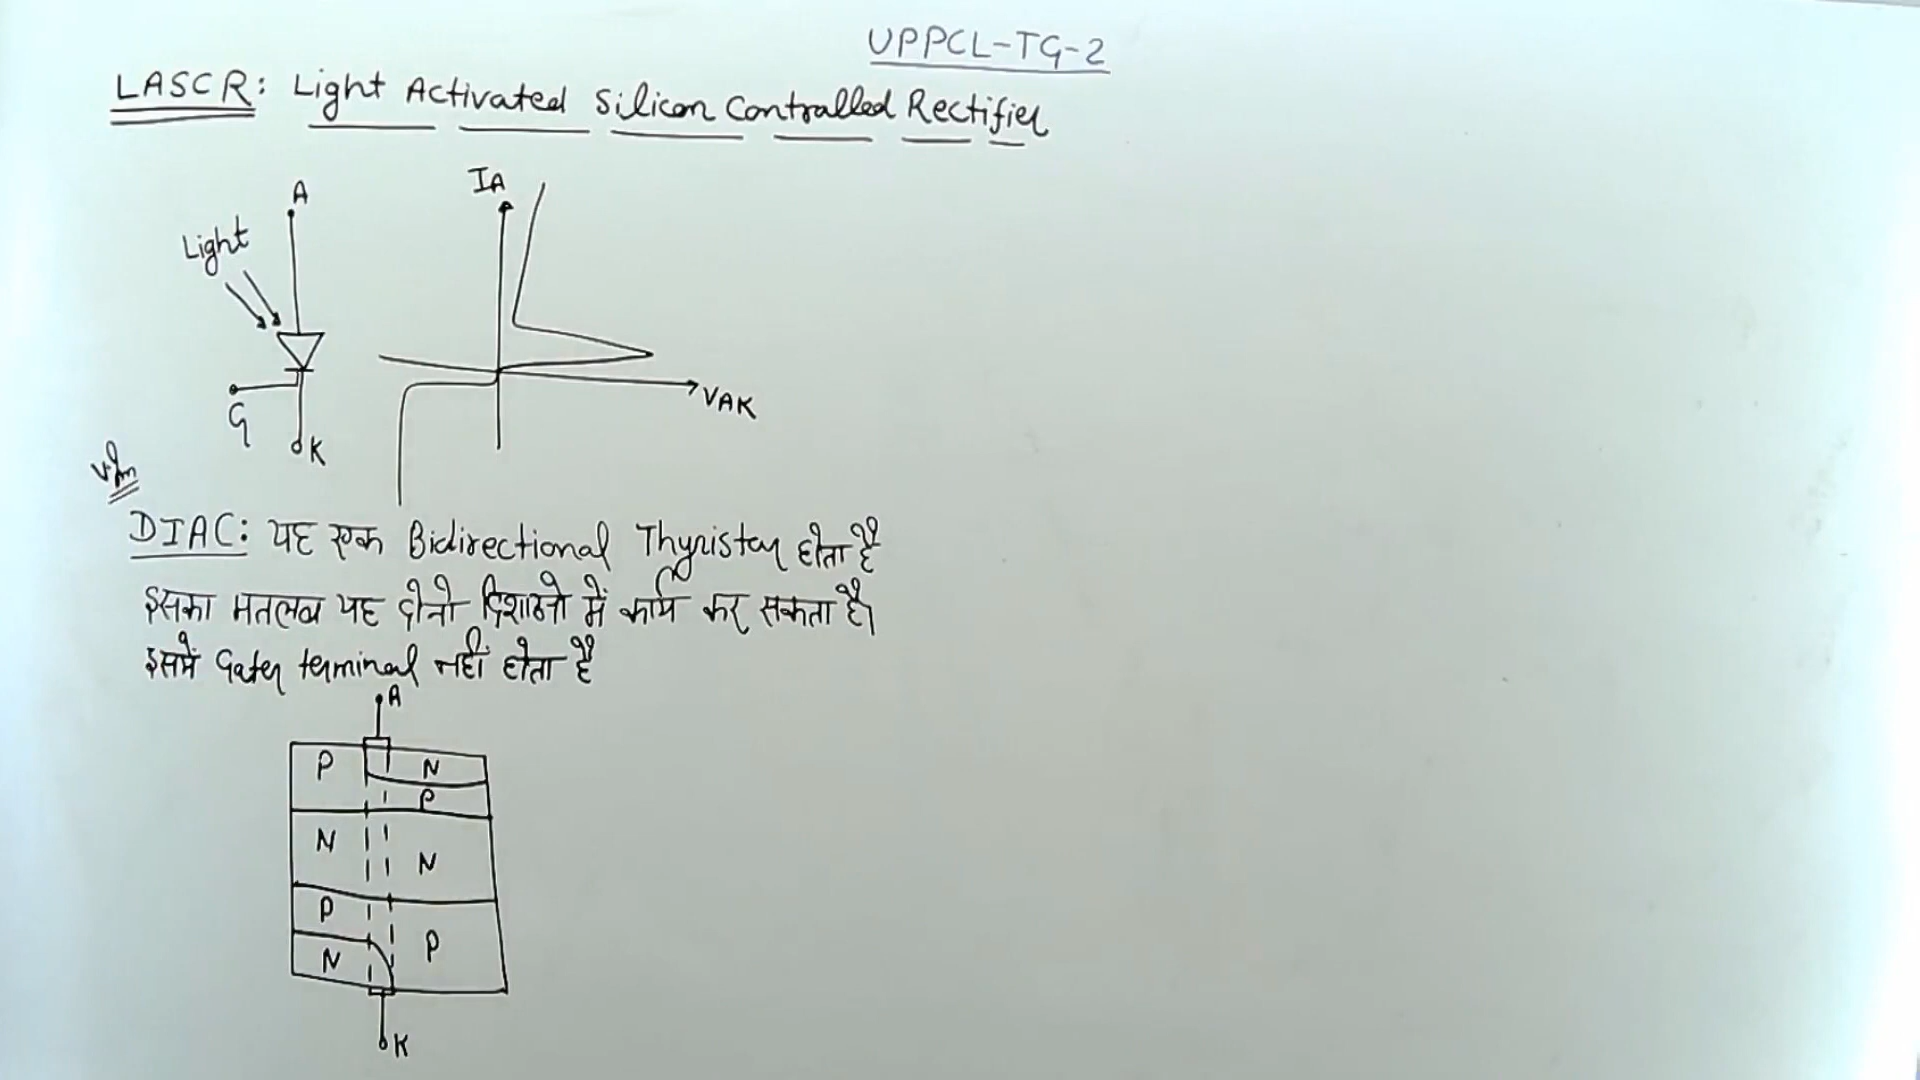 UPPCL-TG-2
LASCR: Light Activated Silicon Controlled Rectifier
A
IA
Light
VAK
G
K
DIAC: यह एक Bidirectional Thyristor होता है
इसका मतलब यह दोनो दिशाओ में कार्य कर सकता है।
इसमें Gater terminal नहीं होता है
A
P
N
P
N
N
P
P
N
K